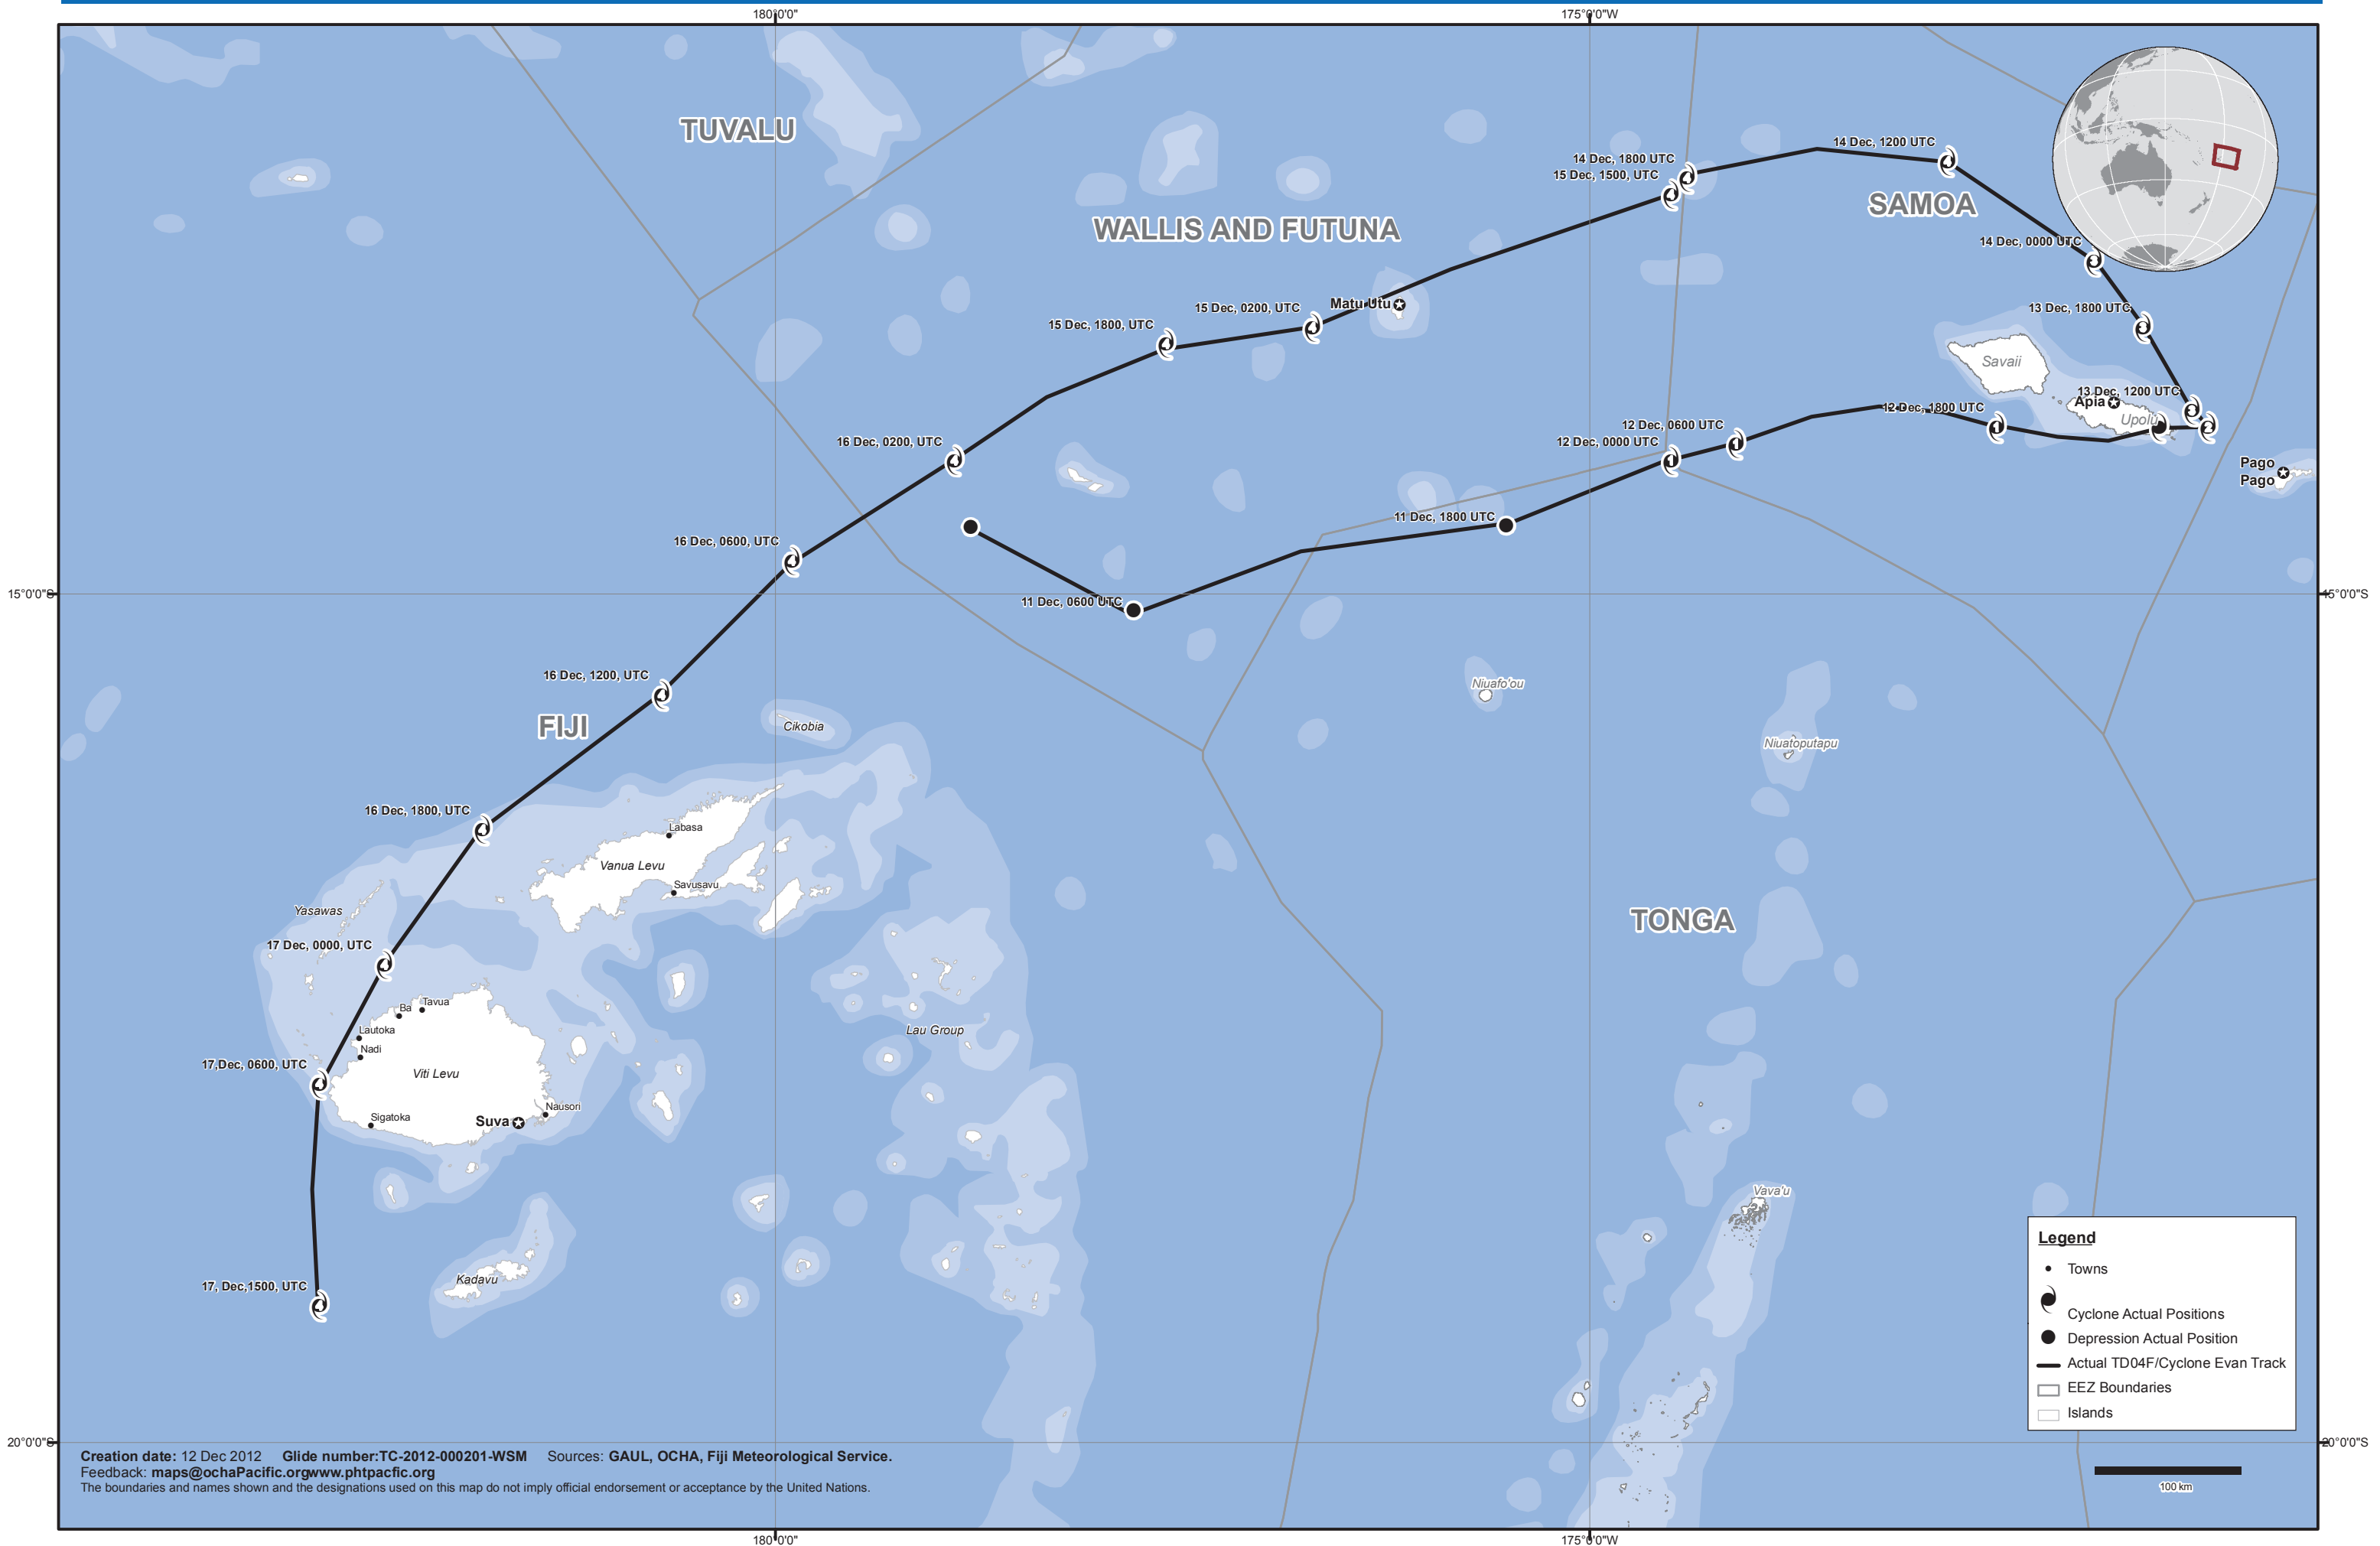 180°0'0"
175°0'0"W
TUVALU
14 Dec, 1200 UTC
14 Dec, 1800 UTC
15 Dec, 1500, UTC
SAMOA
WALLIS AND FUTUNA
14 Dec, 0000 UTC
Matu Utu
15 Dec, 0200, UTC
13 Dec, 1800 UTC
15 Dec, 1800, UTC
Savaii
13 Dec, 1200 UTC
Apia
12 Dec, 1800 UTC
Upolu
12 Dec, 0600 UTC
12 Dec, 0000 UTC
16 Dec, 0200, UTC
Pago
Pago
11 Dec, 1800 UTC
16 Dec, 0600, UTC
15°0'0"S
15°0'0"S
11 Dec, 0600 UTC
16 Dec, 1200, UTC
Niuafo'ou
FIJI
Cikobia
Niuatoputapu
16 Dec, 1800, UTC
Labasa
Vanua Levu
Savusavu
Yasawas
TONGA
17 Dec, 0000, UTC
Ba
Tavua
Lautoka
Lau Group
Nadi
17,Dec, 0600, UTC
Viti Levu
Nausori
Sigatoka
Suva
Vava'u
Kadavu
17, Dec,1500, UTC
Legend
Towns
Cyclone Actual Positions
Depression Actual Position
Actual TD04F/Cyclone Evan Track
EEZ Boundaries
Islands
20°0'0"S
20°0'0"S
Creation date: 12 Dec 2012 Glide number:TC-2012-000201-WSM Sources: GAUL, OCHA, Fiji Meteorological Service.
Feedback: maps@ochaPacific.orgwww.phtpacfic.org
The boundaries and names shown and the designations used on this map do not imply official endorsement or acceptance by the United Nations.
100 km
180°0'0"
175°0'0"W